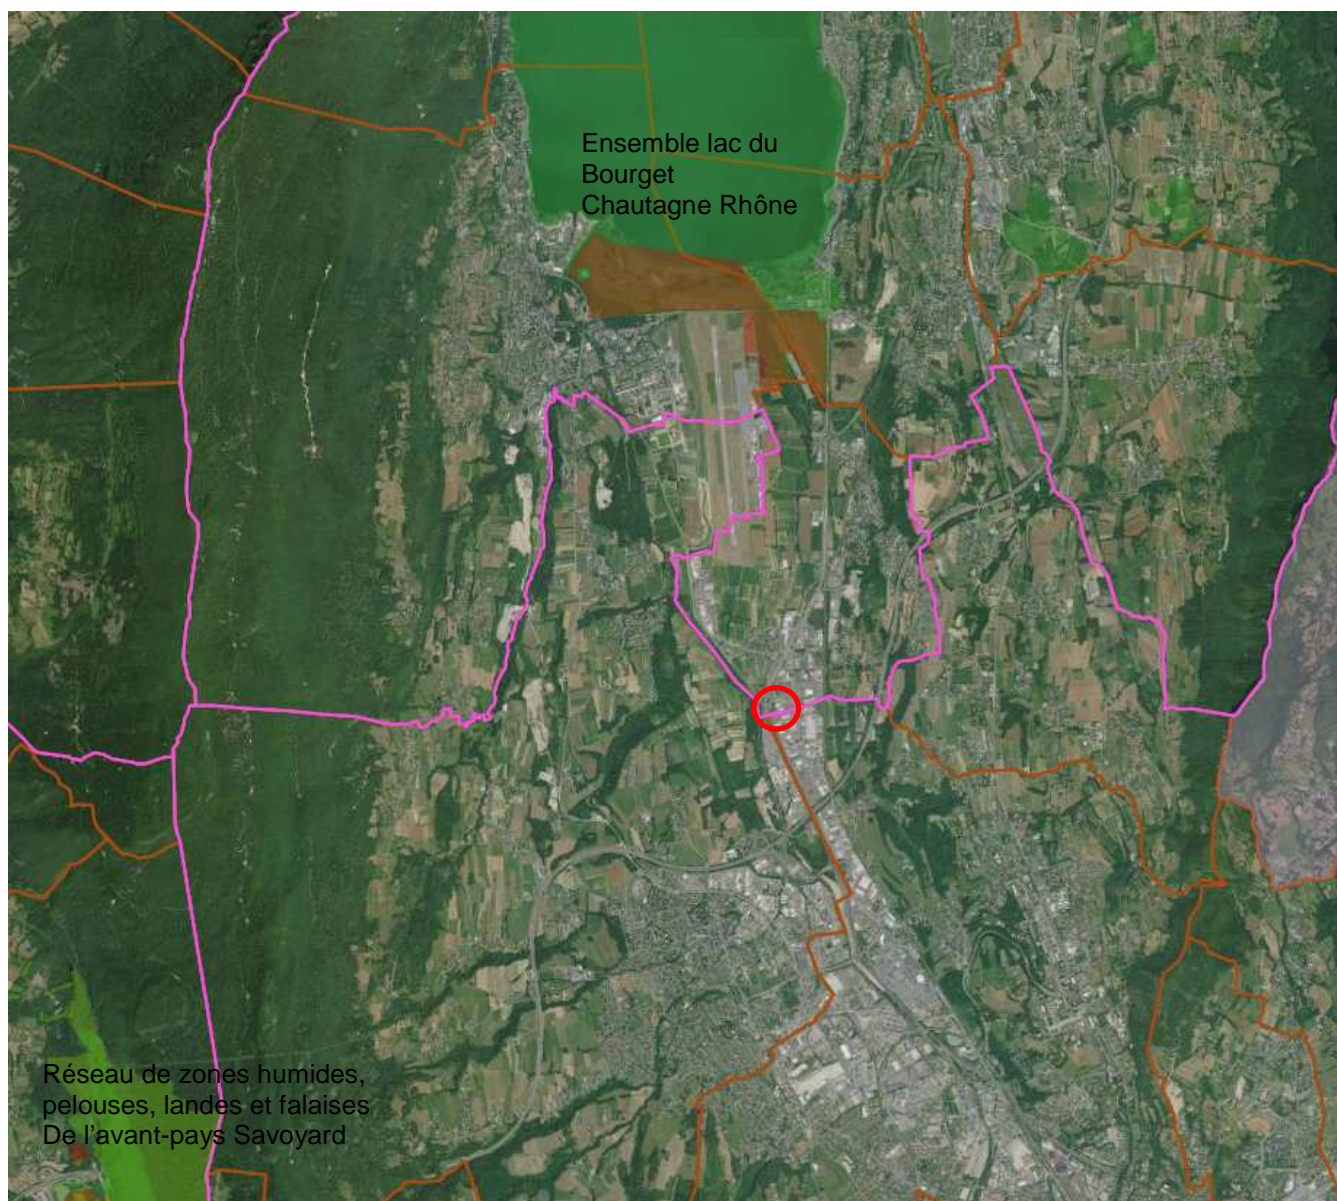 Ensemble lac du
Bourget
Chautagne Rhône
Réseau de zones humides,
pelouses, landes et falaises
De l'avant-pays Savoyard